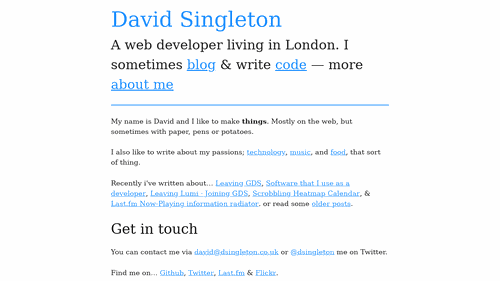 David Singleton
A web developer living in London. I
sometimes blog & write code — more
about me
My name is David and I like to make things. Mostly on the web, but
sometimes with paper, pens or potatoes.
I also like to write about my passions; technology, music, and food, that sort
of thing.
Recently i've written about... Leaving GDS, Software that I use as a
developer, Leaving Lumi - Joining GDS, Scrobbling Heatmap Calendar, &
Last.fm Now-Playing information radiator. or read some older posts.
Get in touch
You can contact me via david@dsingleton.co.uk or @dsingleton me on Twitter.
Find me on... Github, Twitter, Last.fm & Flickr.